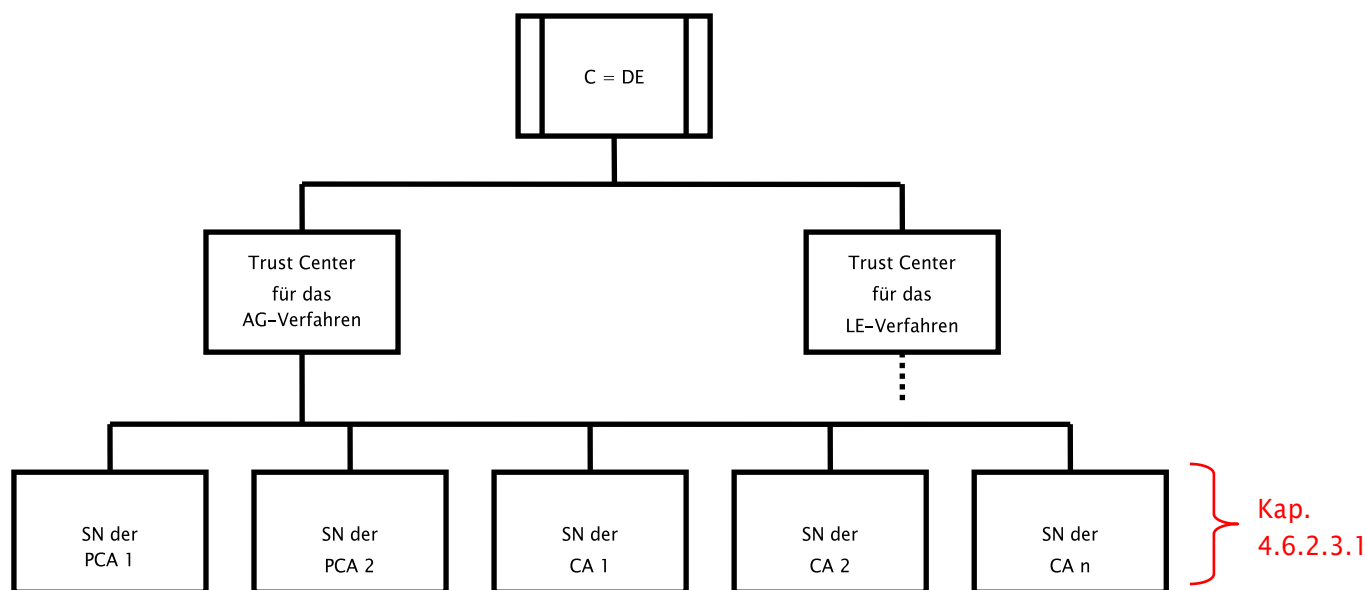 C = DE
Trust Center
für das
AG-Verfahren
Trust Center
für das
LE-Verfahren
SN der
PCA 1
SN der
PCA 2
SN der
CA 1
SN der
CA 2
SN der
CA n
Kap.
4.6.2.3.1